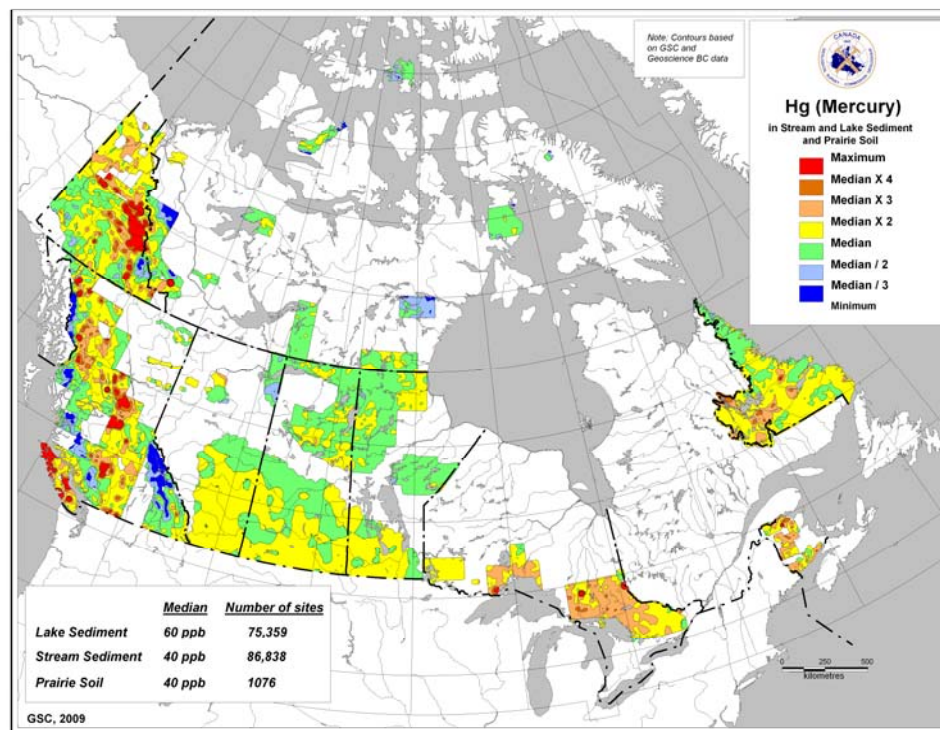 Note: Contours based
on GSC and
Geoscience BC data
CANADA
Hg (Mercury)
in Stream and Lake Sediment
and Prairie Soil
Maximum
Median X 4
Median X 3
Median X 2
Median
Median / 2
Median / 3
Minimum
Median Number of sites
Lake Sediment 60 ppb 75,359
Stream Sediment 40 ppb 86,838
Prairie Soil 40 ppb 1076
GSC, 2009
0 250 500
kilometres